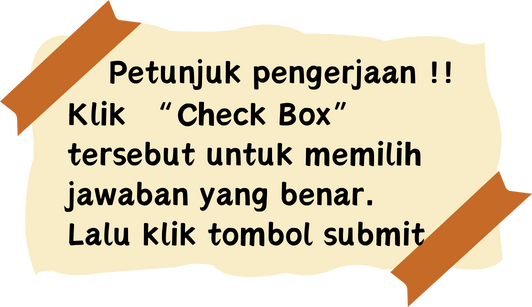 Petunjuk pengerjaan !!
Klik “Check Box”
tersebut untuk memilih
jawaban yang benar.
Lalu klik tombol submit